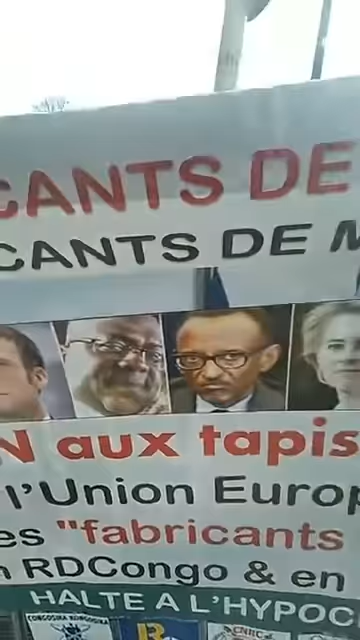 CANTS DE
CANTS DE M
N aux tapis
l'Union Europ
es "fabricants
n RDCongo & en
HALTE A L'HYPOC